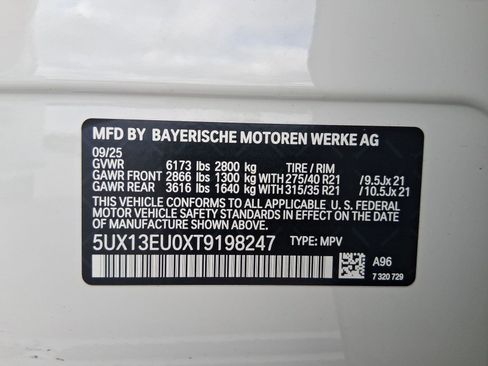 MFD BY BAYERISCHE MOTOREN WERKE AG
09/25
GVWR 6173 lbs 2800 kg TIRE / RIM
GAWR FRONT 2866 lbs 1300 kg WITH 275/40 R21 /9.5Jx 21
GAWR REAR 3616 lbs 1640 kg WITH 315/35 R21 /10.5Jx 21
THIS VEHICLE CONFORMS TO ALL APPLICABLE U.S. FEDERAL
MOTOR VEHICLE SAFETY STANDARDS IN EFFECT ON THE
DATE OF MANUFACTURE SHOWN ABOVE.
5UX13EU0XT9198247 TYPE: MPV
A96
7 320 729